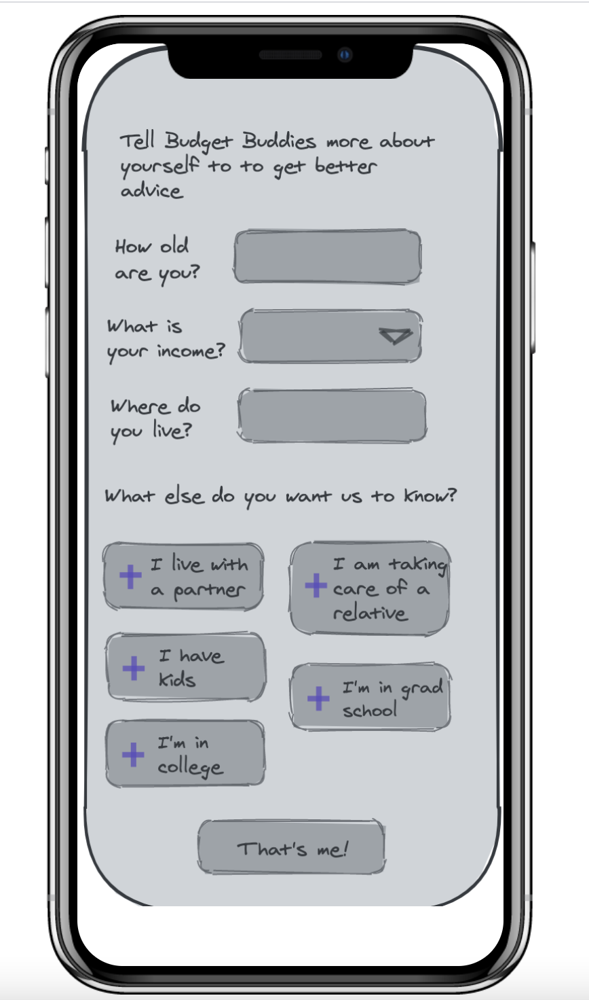 Tell Budget Buddies more about
yourself to to get better
advice
How old
are you?
What is
your income?
Where do
you live?
What else do you want us to know?
+ I live with
a partner
+ I am taking
care of a
relative
+ I have
kids
+ I'm in grad
school
+ I'm in
college
That's me!